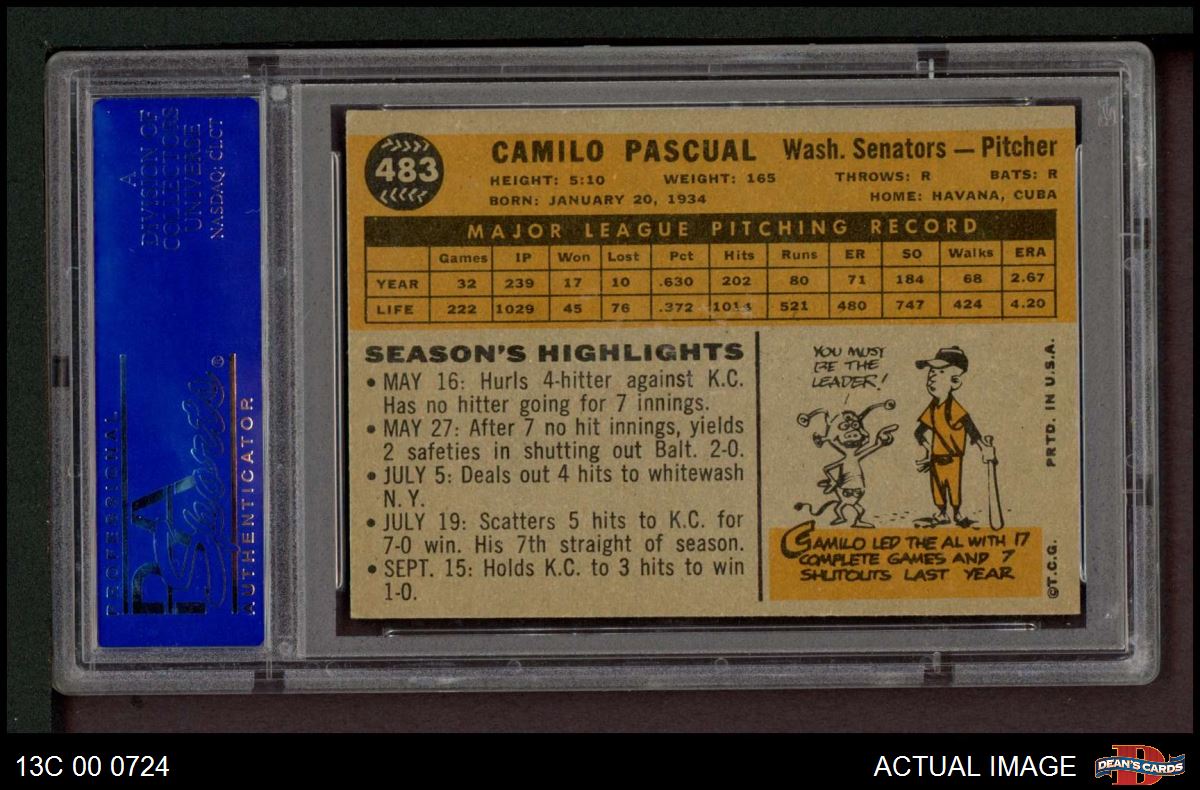 A
DIVISION OF
COLLECTORS
UNIVERSE
NASDAQ: CLCT
PROFESSIONAL
PSA
Sports®
AUTHENTICATOR
483
CAMILO PASCUAL Wash. Senators — Pitcher
HEIGHT: 5:10 WEIGHT: 165 THROWS: R BATS: R
BORN: JANUARY 20, 1934 HOME: HAVANA, CUBA
MAJOR LEAGUE PITCHING RECORD
Games IP Won Lost Pct Hits Runs ER SO Walks ERA
YEAR 32 239 17 10 .630 202 80 71 184 68 2.67
LIFE 222 1029 45 76 .372 1014 521 480 747 424 4.20
SEASON'S HIGHLIGHTS
• MAY 16: Hurls 4-hitter against K.C.
Has no hitter going for 7 innings.
• MAY 27: After 7 no hit innings, yields
2 safeties in shutting out Balt. 2-0.
• JULY 5: Deals out 4 hits to whitewash
N. Y.
• JULY 19: Scatters 5 hits to K.C. for
7-0 win. His 7th straight of season.
• SEPT. 15: Holds K.C. to 3 hits to win
1-0.
YOU MUST
BE THE
LEADER!
CAMILO LED THE AL WITH 17
COMPLETE GAMES AND 7
SHUTOUTS LAST YEAR
©T.C.G. PRTD. IN U.S.A.
13C 00 0724
ACTUAL IMAGE
D
DEAN'S CARDS